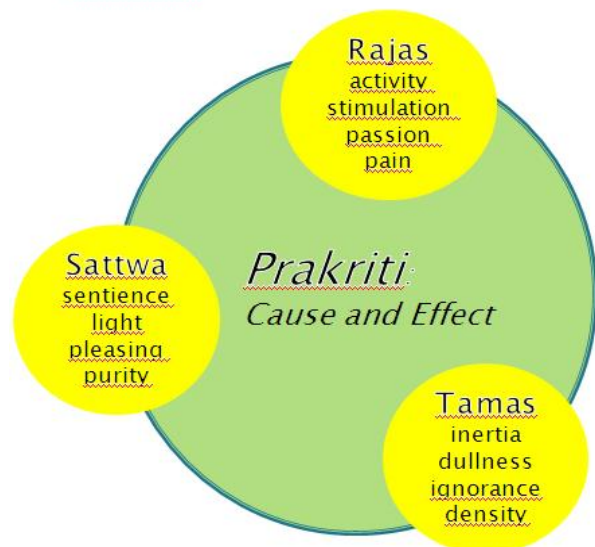 Rajas
activity
stimulation
passion
pain
Sattwa
sentience
light
pleasing
purity
Prakriti:
Cause and Effect
Tamas
inertia
dullness
ignorance
density